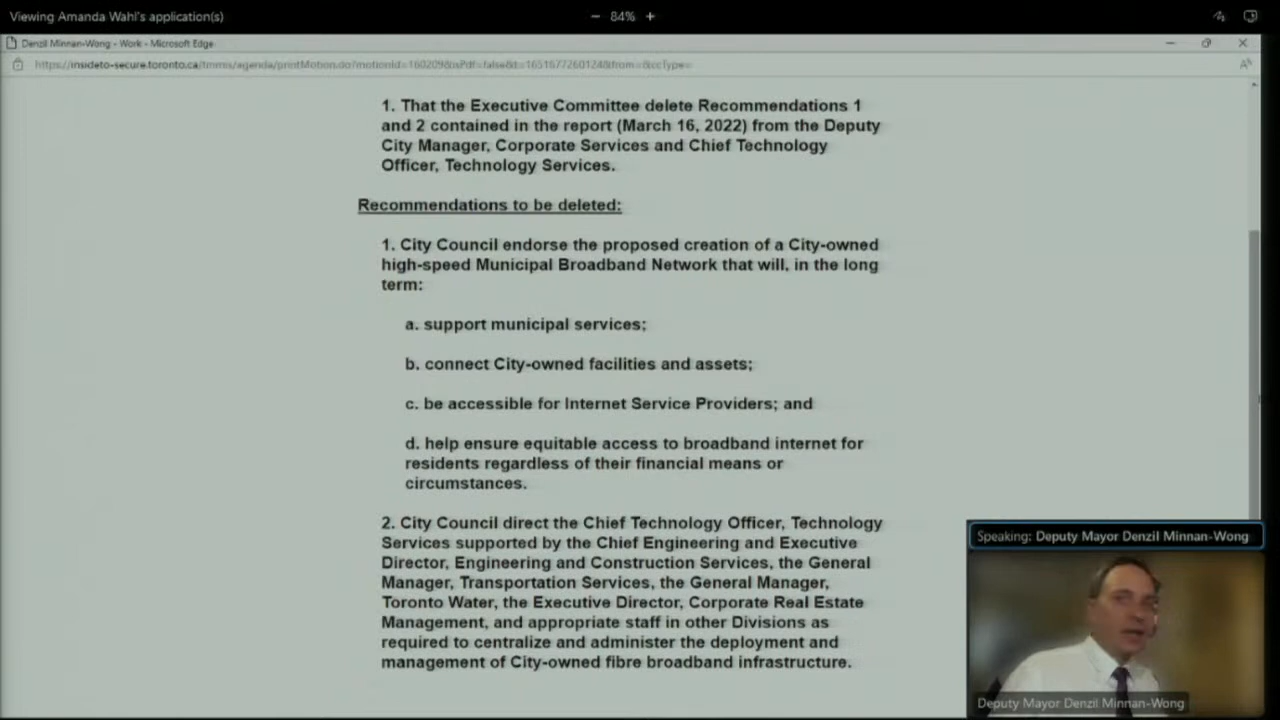 Viewing Amanda Wahl's application(s)
− 84% +
Denzil Minnan-Wong - Work - Microsoft Edge
1. That the Executive Committee delete Recommendations 1
and 2 contained in the report (March 16, 2022) from the Deputy
City Manager, Corporate Services and Chief Technology
Officer, Technology Services.
Recommendations to be deleted:
1. City Council endorse the proposed creation of a City-owned
high-speed Municipal Broadband Network that will, in the long
term:
a. support municipal services;
b. connect City-owned facilities and assets;
c. be accessible for Internet Service Providers; and
d. help ensure equitable access to broadband internet for
residents regardless of their financial means or
circumstances.
2. City Council direct the Chief Technology Officer, Technology
Services supported by the Chief Engineering and Executive
Director, Engineering and Construction Services, the General
Manager, Transportation Services, the General Manager,
Toronto Water, the Executive Director, Corporate Real Estate
Management, and appropriate staff in other Divisions as
required to centralize and administer the deployment and
management of City-owned fibre broadband infrastructure.
Speaking: Deputy Mayor Denzil Minnan-Wong
Deputy Mayor Denzil Minnan-Wong